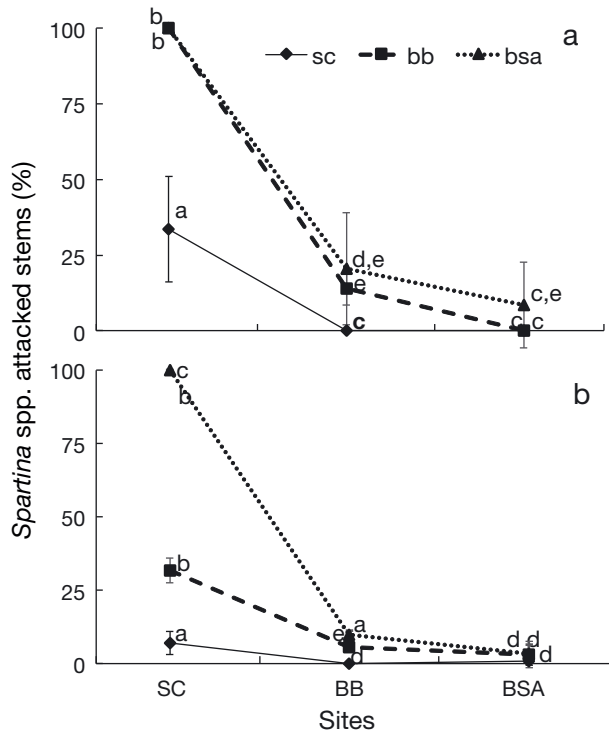 Spartina spp. attacked stems (%)
100
75
50
25
0
sc bb bsa
a
b
b
a
d,e
e
c
c,e
c c
100
75
50
25
0
b
c
b
b
a
e a
d
d d
d
SC BB BSA
Sites